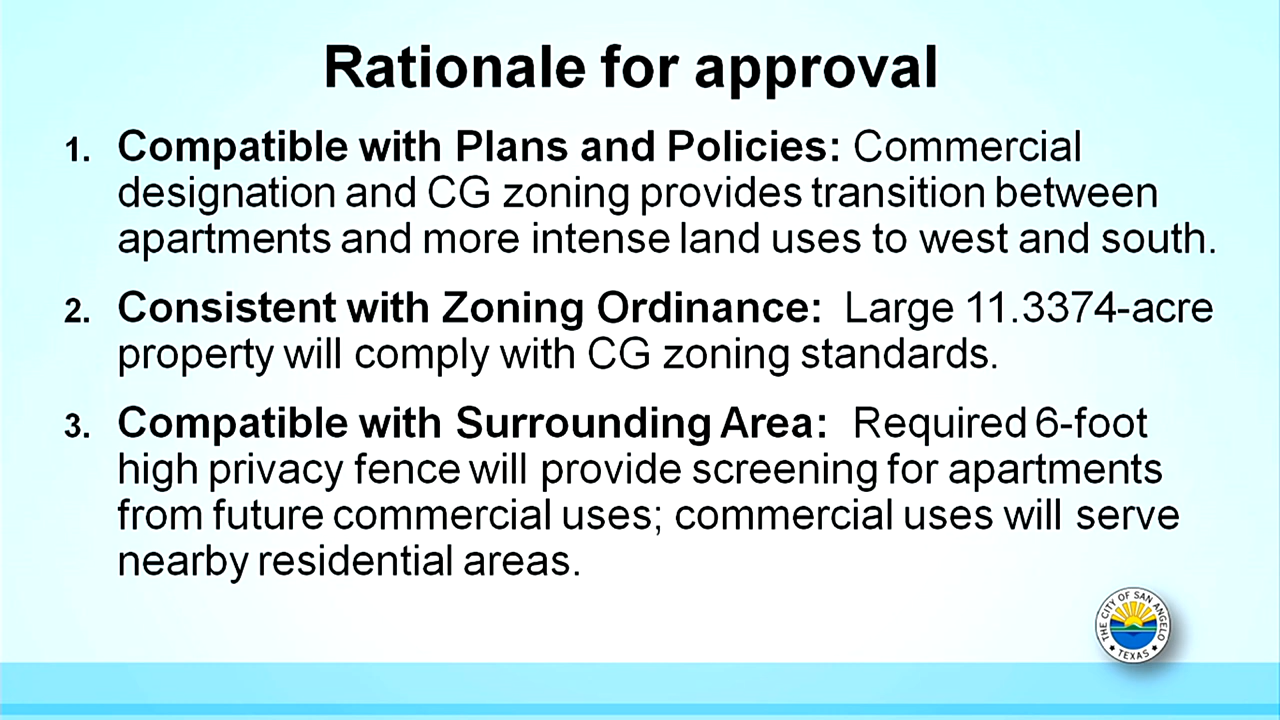 Rationale for approval
1. Compatible with Plans and Policies: Commercial
designation and CG zoning provides transition between
apartments and more intense land uses to west and south.
2. Consistent with Zoning Ordinance: Large 11.3374-acre
property will comply with CG zoning standards.
3. Compatible with Surrounding Area: Required 6-foot
high privacy fence will provide screening for apartments
from future commercial uses; commercial uses will serve
nearby residential areas.
THE CITY OF SAN ANGELO
TEXAS